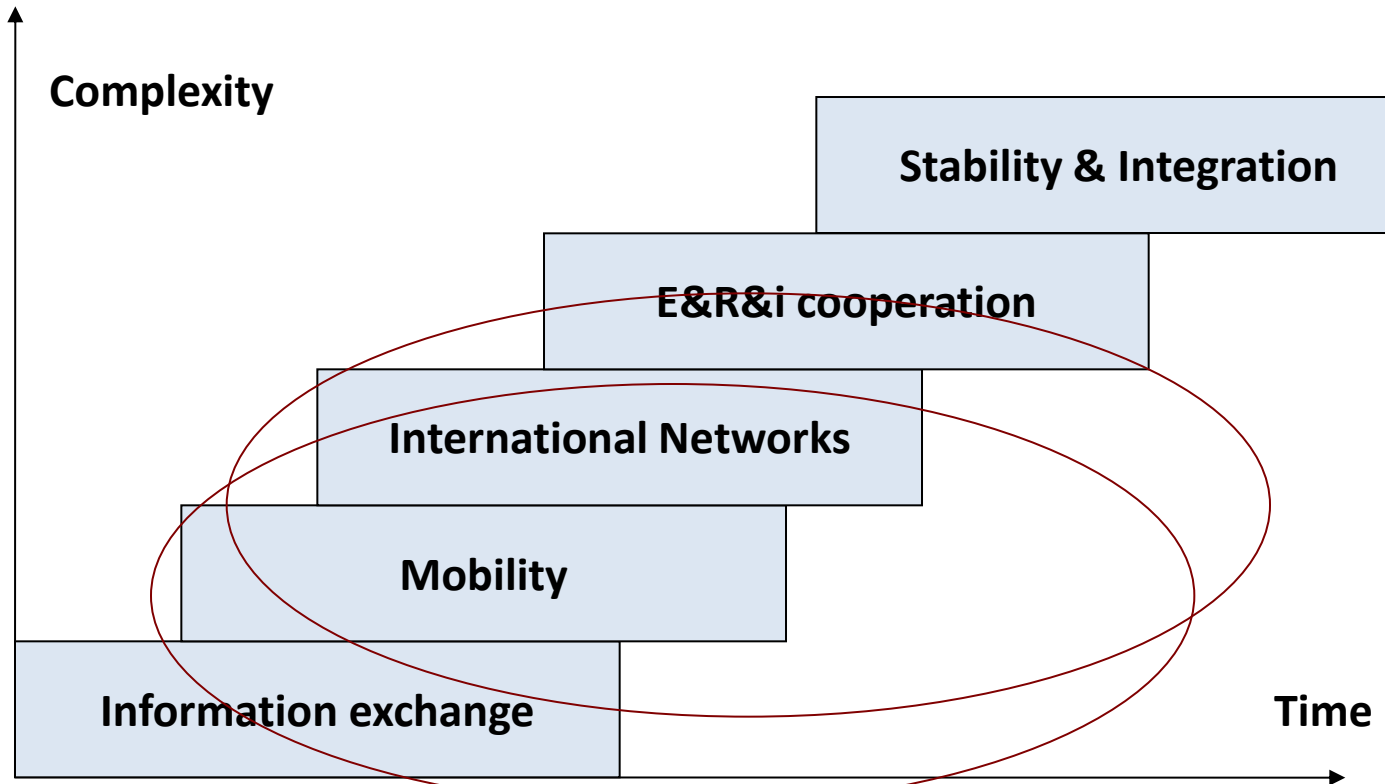 Complexity
Stability & Integration
E&R&i cooperation
International Networks
Mobility
Information exchange
Time